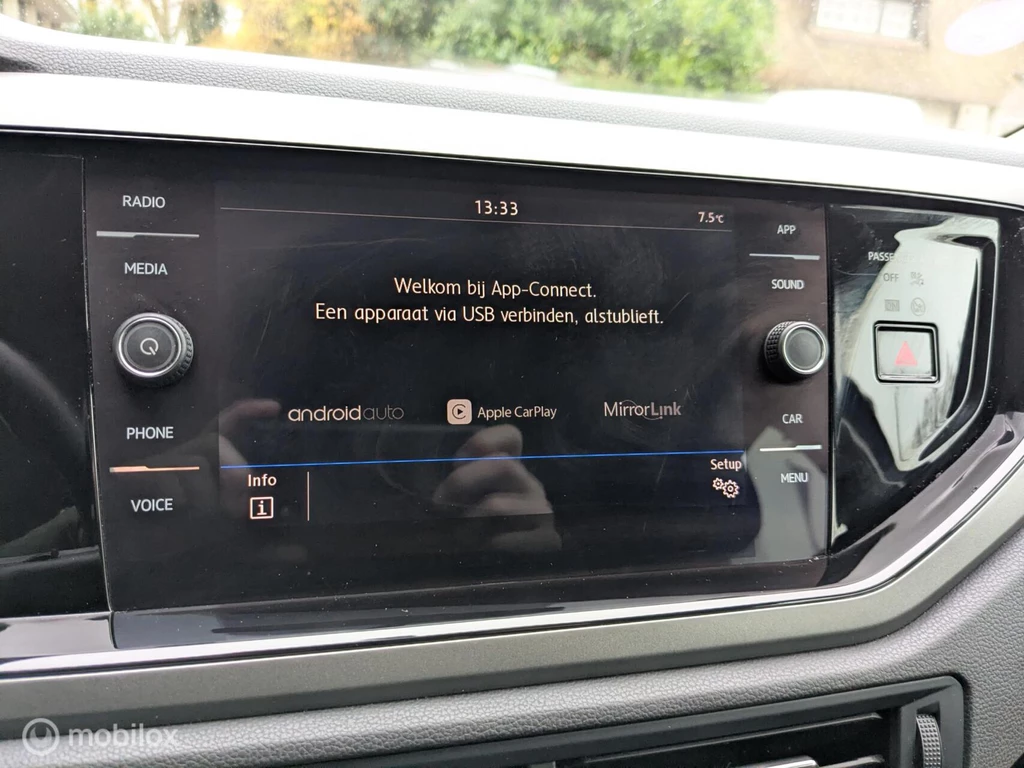 RADIO
MEDIA
PHONE
VOICE
13:33
7.5°C
Welkom bij App-Connect.
Een apparaat via USB verbinden, alstublieft.
androidauto
Apple CarPlay
MirrorLink
Info
i
Setup
APP
SOUND
CAR
MENU
OFF
mobilox